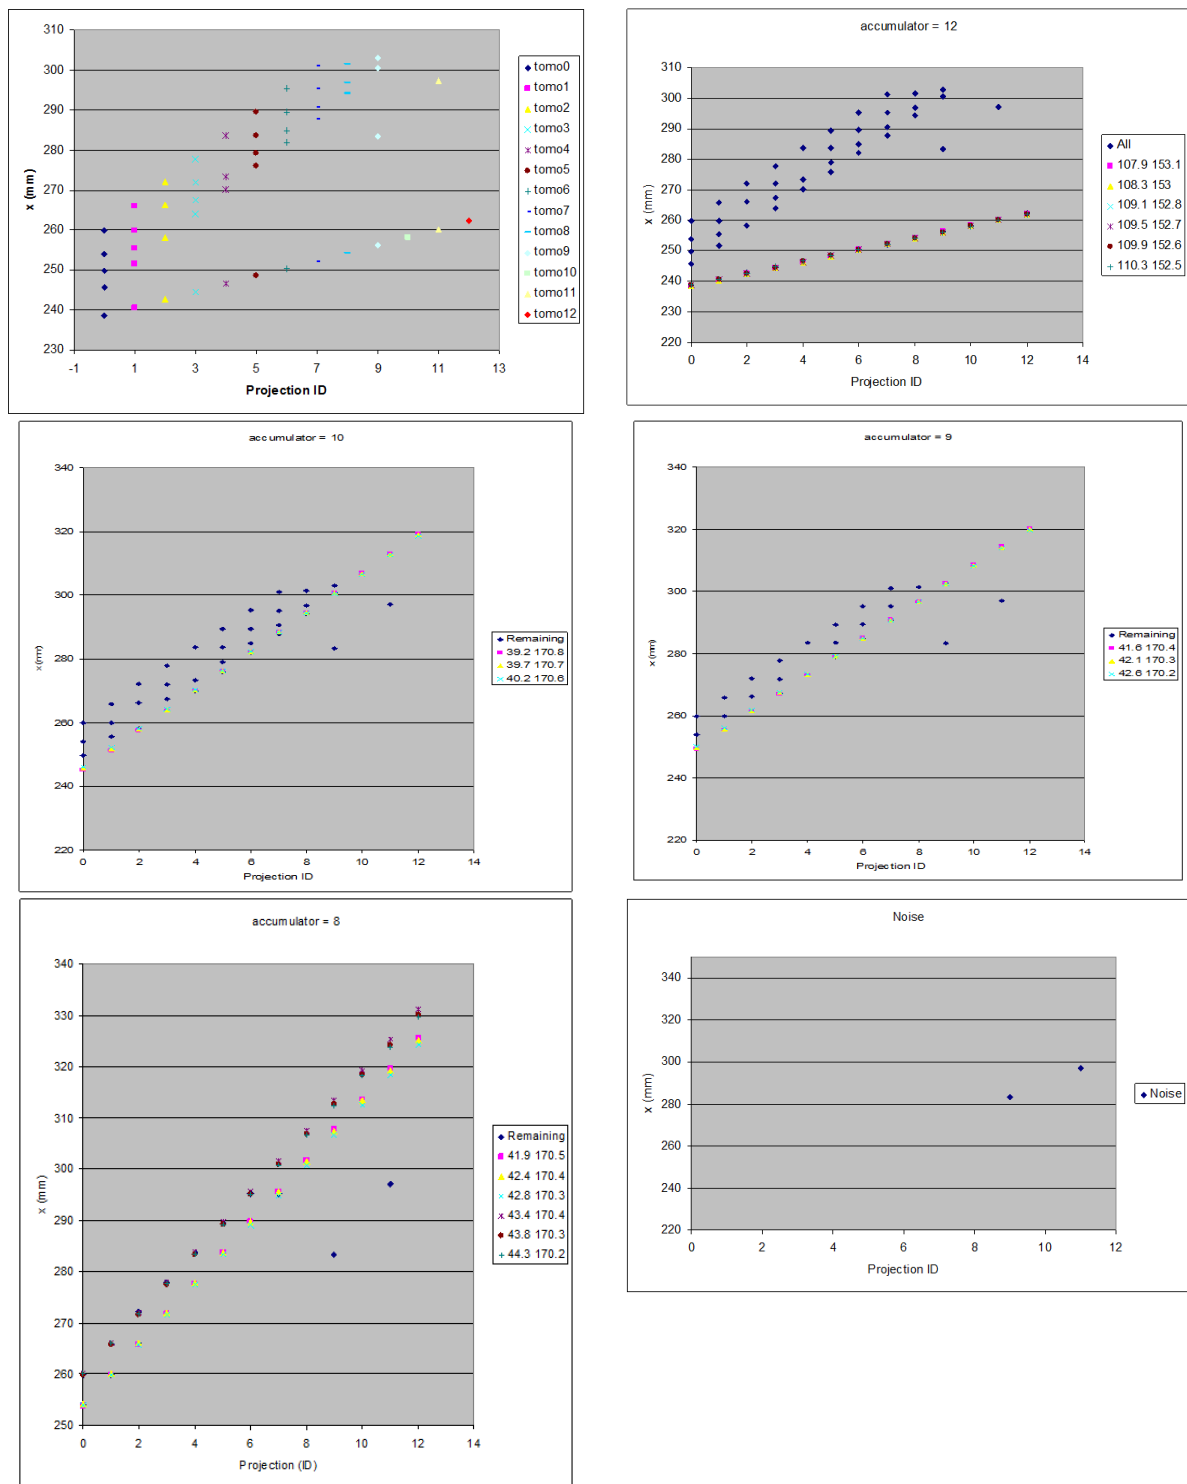 310
300
290
280
270
260
250
240
230
x (mm)
-1 1 3 5 7 9 11 13
Projection ID
tomo0
tomo1
tomo2
tomo3
tomo4
tomo5
tomo6
tomo7
tomo8
tomo9
tomo10
tomo11
tomo12
accumulator = 12
310
300
290
280
270
260
250
240
230
220
x (mm)
0 2 4 6 8 10 12 14
Projection ID
All
107.9 153.1
108.3 153
109.1 152.8
109.5 152.7
109.9 152.6
110.3 152.5
accumulator = 10
340
320
300
280
260
240
220
x (mm)
0 2 4 6 8 10 12 14
Projection ID
Remaining
39.2 170.8
39.7 170.7
40.2 170.6
accumulator = 9
340
320
300
280
260
240
220
x (mm)
0 2 4 6 8 10 12 14
Projection ID
Remaining
41.6 170.4
42.1 170.3
42.6 170.2
accumulator = 8
340
330
320
310
300
290
280
270
260
250
x (mm)
0 2 4 6 8 10 12 14
Projection (ID)
Remaining
41.9 170.5
42.4 170.4
42.8 170.3
43.4 170.4
43.8 170.3
44.3 170.2
Noise
340
320
300
280
260
240
220
x (mm)
0 2 4 6 8 10 12
Projection ID
Noise